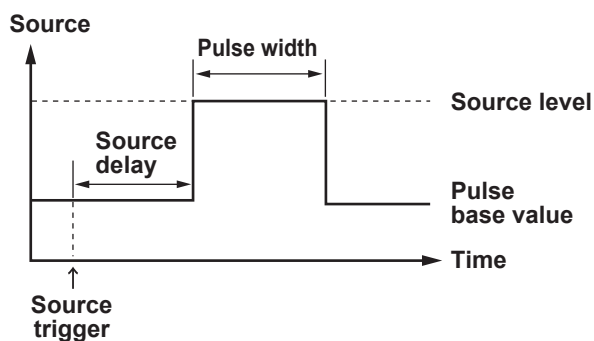 Source
Pulse width
Source level
Source
delay
Pulse
base value
Time
Source
trigger